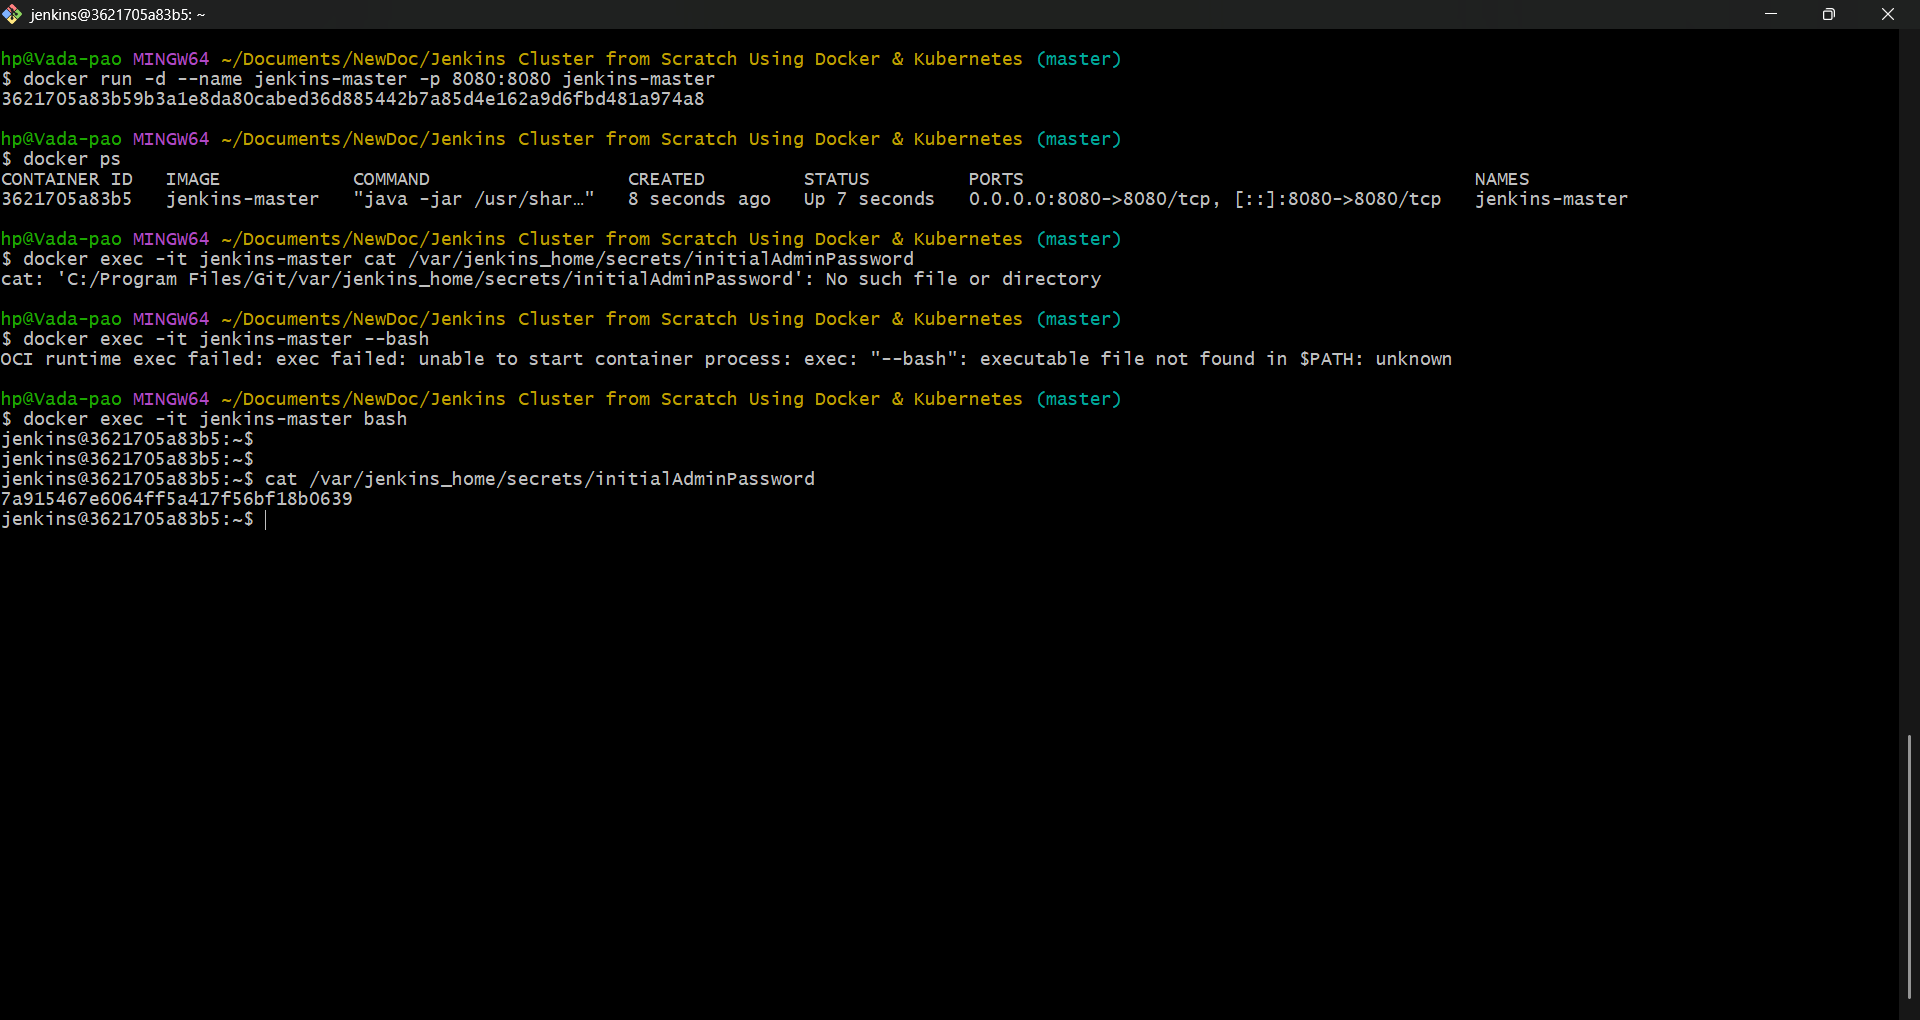 jenkins@3621705a83b5: ~
hp@Vada-pao MINGW64 ~/Documents/NewDoc/Jenkins Cluster from Scratch Using Docker & Kubernetes (master)
$ docker run -d --name jenkins-master -p 8080:8080 jenkins-master
3621705a83b59b3a1e8da80cabed36d885442b7a85d4e162a9d6fbd481a974a8
hp@Vada-pao MINGW64 ~/Documents/NewDoc/Jenkins Cluster from Scratch Using Docker & Kubernetes (master)
$ docker ps
CONTAINER ID   IMAGE            COMMAND                  CREATED         STATUS         PORTS                                         NAMES
3621705a83b5   jenkins-master   "java -jar /usr/shar…"   8 seconds ago   Up 7 seconds   0.0.0.0:8080->8080/tcp, [::]:8080->8080/tcp   jenkins-master
hp@Vada-pao MINGW64 ~/Documents/NewDoc/Jenkins Cluster from Scratch Using Docker & Kubernetes (master)
$ docker exec -it jenkins-master cat /var/jenkins_home/secrets/initialAdminPassword
cat: 'C:/Program Files/Git/var/jenkins_home/secrets/initialAdminPassword': No such file or directory
hp@Vada-pao MINGW64 ~/Documents/NewDoc/Jenkins Cluster from Scratch Using Docker & Kubernetes (master)
$ docker exec -it jenkins-master --bash
OCI runtime exec failed: exec failed: unable to start container process: exec: "--bash": executable file not found in $PATH: unknown
hp@Vada-pao MINGW64 ~/Documents/NewDoc/Jenkins Cluster from Scratch Using Docker & Kubernetes (master)
$ docker exec -it jenkins-master bash
jenkins@3621705a83b5:~$
jenkins@3621705a83b5:~$
jenkins@3621705a83b5:~$ cat /var/jenkins_home/secrets/initialAdminPassword
7a915467e6064ff5a417f56bf18b0639
jenkins@3621705a83b5:~$